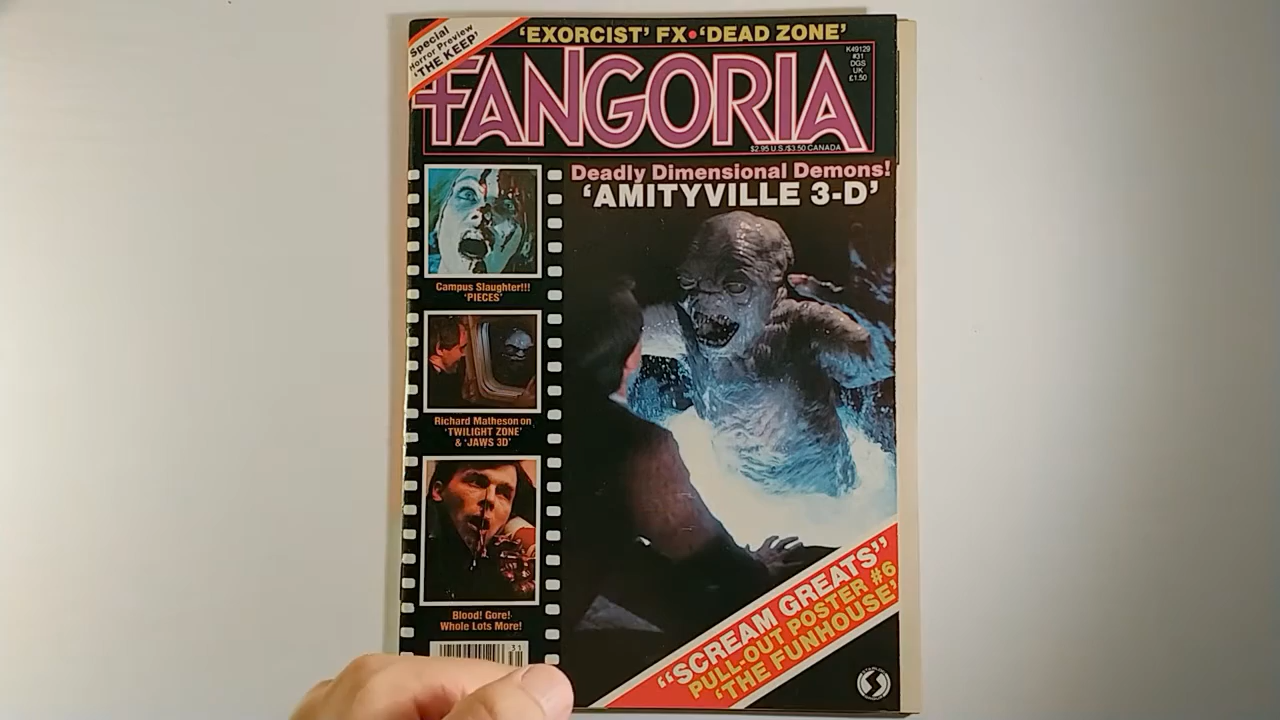 Special
Horror Preview
'THE KEEP'
'EXORCIST' FX•'DEAD ZONE'
FANGORIA
K49129
#31
DGS
UK
£1.50
$2.95 U.S./$3.50 CANADA
Deadly Dimensional Demons!
'AMITYVILLE 3-D'
Campus Slaughter!!!
'PIECES'
Richard Matheson on
'TWILIGHT ZONE'
& 'JAWS 3D'
Blood! Gore!
Whole Lots More!
31
"SCREAM GREATS"
PULL-OUT POSTER #6
'THE FUNHOUSE'